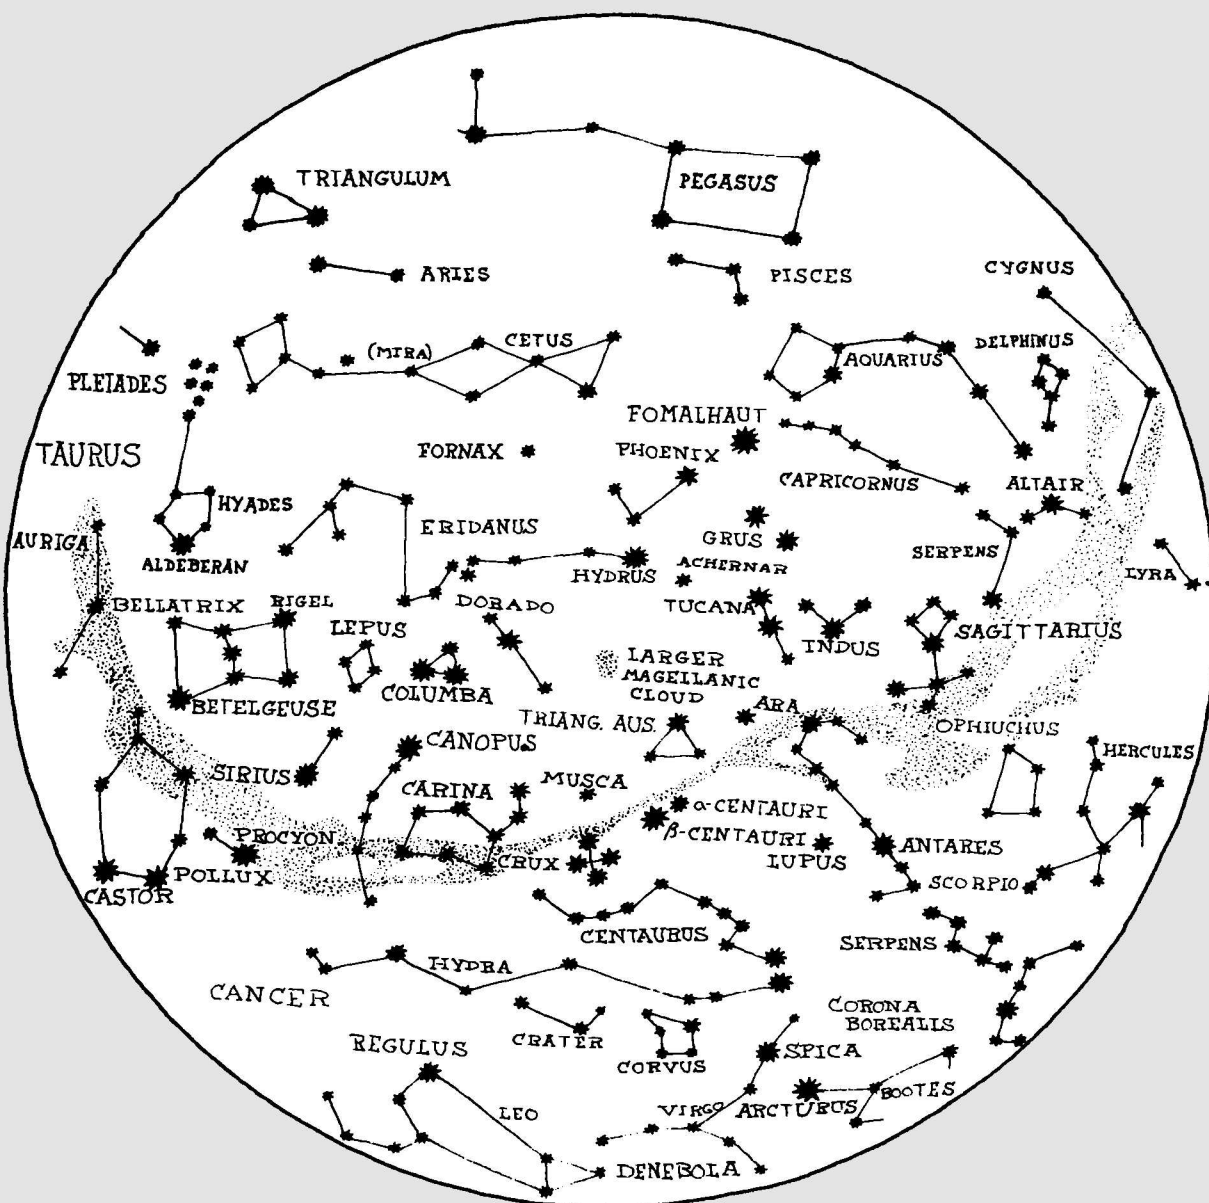 TRIANGULUM
PEGASUS
ARIES
PISCES
CYGNUS
(MIRA)
CETUS
AQUARIUS
DELPHINUS
PLEIADES
FOMALHAUT
TAURUS
FORNAX
PHOENIX
CAPRICORNUS
ALTAIR
HYADES
ERIDANUS
GRUS
SERPENS
AURIGA
ALDEBERAN
HYDRUS
ACHERNAR
LYRA
BELLATRIX
RIGEL
DORADO
TUCANA
LEPUS
INDUS
SAGITTARIUS
LARGER
MAGELLANIC
CLOUD
COLUMBA
BETELGEUSE
TRIANG. AUS.
ARA
OPHIUCHUS
CANOPUS
HERCULES
SIRIUS
CARINA
MUSCA
α-CENTAURI
β-CENTAURI
PROCYON
CRUX
LUPUS
ANTARES
POLLUX
CASTOR
SCORPIO
CENTAURUS
SERPENS
HYDRA
CANCER
CORONA
BOREALIS
CRATER
REGULUS
CORVUS
SPICA
LEO
VIRGO
ARCTURUS
BOOTES
DENEBOLA